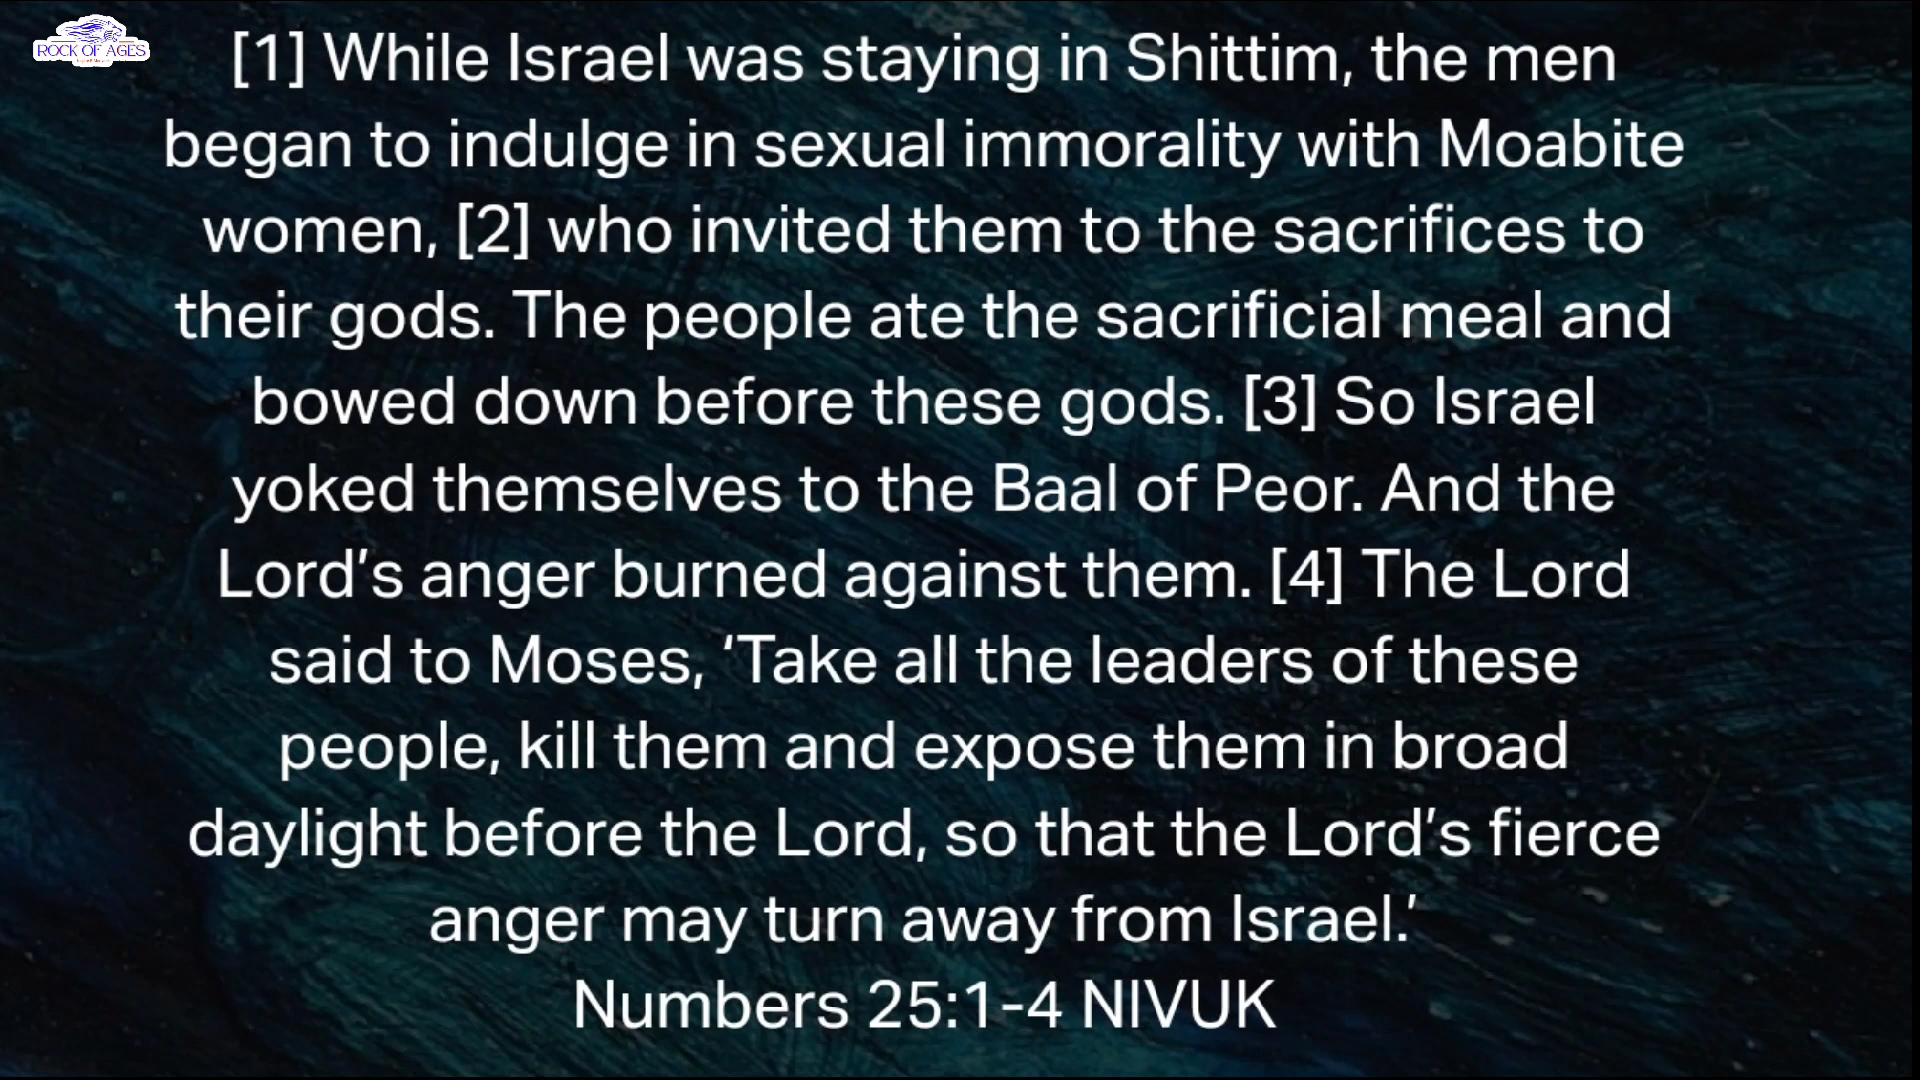 ROCK OF AGES
[1] While Israel was staying in Shittim, the men
began to indulge in sexual immorality with Moabite
women, [2] who invited them to the sacrifices to
their gods. The people ate the sacrificial meal and
bowed down before these gods. [3] So Israel
yoked themselves to the Baal of Peor. And the
Lord’s anger burned against them. [4] The Lord
said to Moses, ‘Take all the leaders of these
people, kill them and expose them in broad
daylight before the Lord, so that the Lord’s fierce
anger may turn away from Israel.’
Numbers 25:1-4 NIVUK